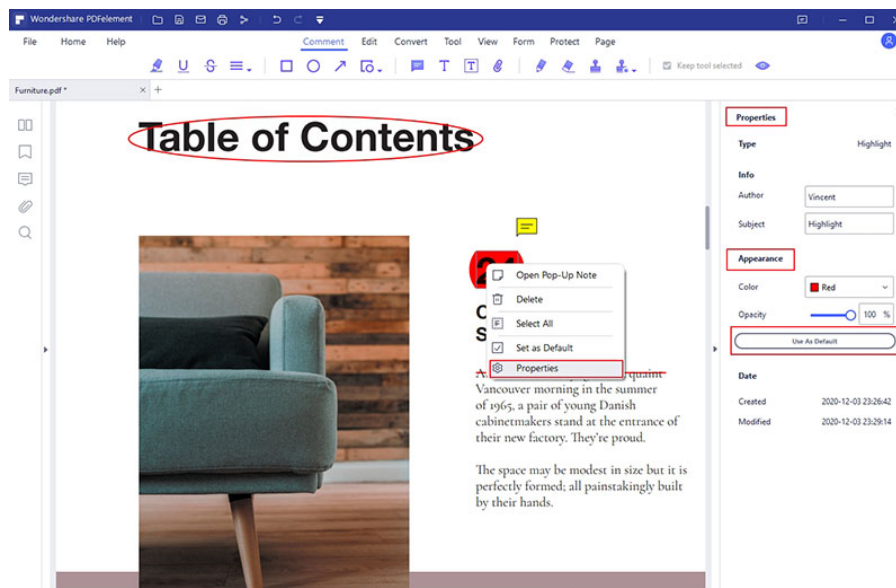 Wondershare PDFelement
File Home Help Comment Edit Convert Tool View Form Protect Page
Keep tool selected
Furniture.pdf *
Table of Contents
Open Pop-Up Note
Delete
Select All
Set as Default
Properties
quaint
Vancouver morning in the summer
of 1965, a pair of young Danish
cabinetmakers stand at the entrance of
their new factory. They're proud.
The space may be modest in size but it is
perfectly formed; all painstakingly built
by their hands.
Properties
Type Highlight
Info
Author Vincent
Subject Highlight
Appearance
Color Red
Opacity 100 %
Use As Default
Date
Created 2020-12-03 23:26:42
Modified 2020-12-03 23:29:14